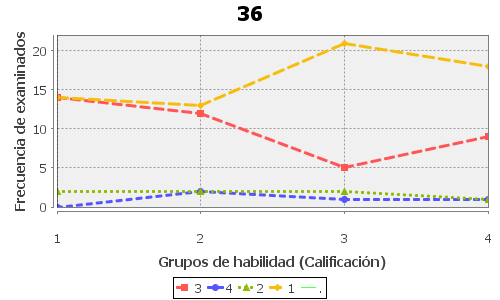 36
Frecuencia de examinados
20
15
10
5
0
1 2 3 4
Grupos de habilidad (Calificación)
3 4 2 1 .